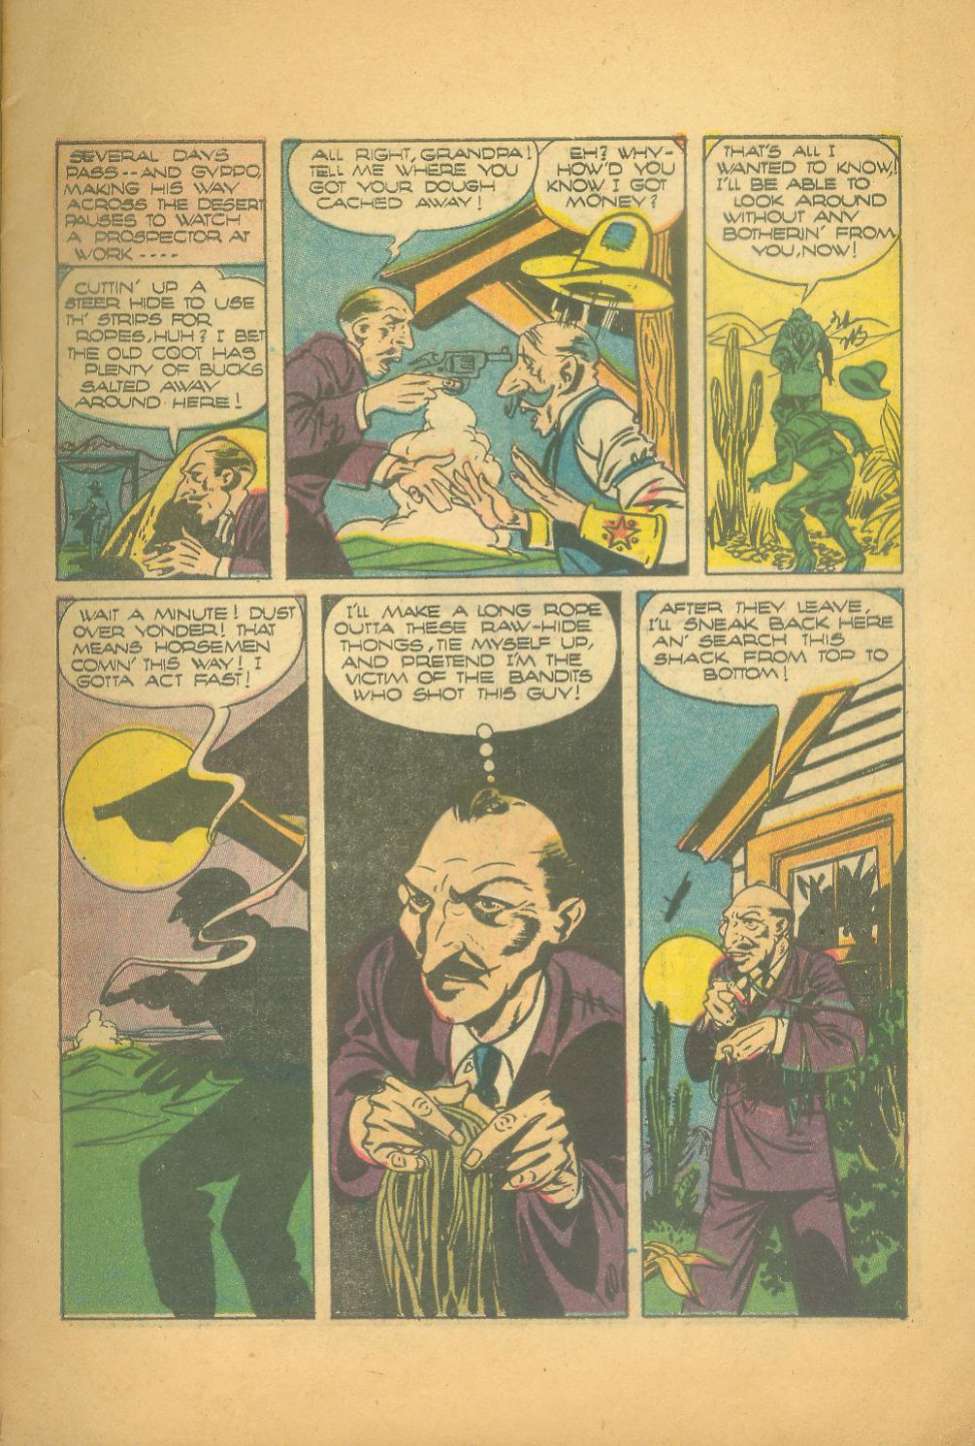 SEVERAL DAYS
PASS -- AND GYPPO,
MAKING HIS WAY
ACROSS THE DESERT
PAUSES TO WATCH
A PROSPECTOR AT
WORK ----
CUTTIN' UP A
STEER HIDE TO USE
TH' STRIPS FOR
ROPES, HUH? I BET
THE OLD COOT HAS
PLENTY OF BUCKS
SALTED AWAY
AROUND HERE!
ALL RIGHT, GRANDPA!
TELL ME WHERE YOU
GOT YOUR DOUGH
CACHED AWAY!
EH? WHY-
HOW'D YOU
KNOW I GOT
MONEY?
THAT'S ALL I
WANTED TO KNOW!
I'LL BE ABLE TO
LOOK AROUND
WITHOUT ANY
BOTHERIN' FROM
YOU, NOW!
WAIT A MINUTE! DUST
OVER YONDER! THAT
MEANS HORSEMEN
COMIN' THIS WAY! I
GOTTA ACT FAST!
I'LL MAKE A LONG ROPE
OUTTA THESE RAW-HIDE
THONGS, TIE MYSELF UP,
AND PRETEND I'M THE
VICTIM OF THE BANDITS
WHO SHOT THIS GUY!
AFTER THEY LEAVE,
I'LL SNEAK BACK HERE
AN' SEARCH THIS
SHACK FROM TOP TO
BOTTOM!